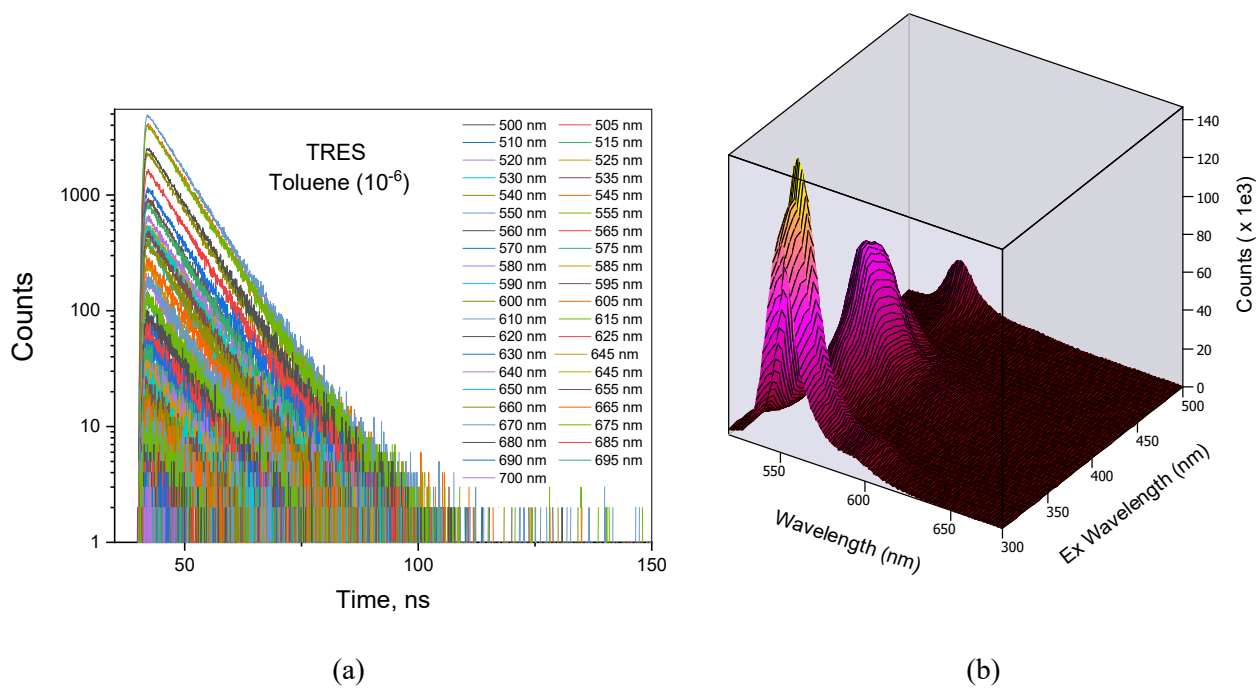 TRES
Toluene (10⁻⁶)
500 nm 505 nm
510 nm 515 nm
520 nm 525 nm
530 nm 535 nm
540 nm 545 nm
550 nm 555 nm
560 nm 565 nm
570 nm 575 nm
580 nm 585 nm
590 nm 595 nm
600 nm 605 nm
610 nm 615 nm
620 nm 625 nm
630 nm 645 nm
640 nm 645 nm
650 nm 655 nm
660 nm 665 nm
670 nm 675 nm
680 nm 685 nm
690 nm 695 nm
700 nm
1000
100
10
1
Counts
50 100 150
Time, ns
(a)
140
120
100
80
60
40
20
0
Counts ( x 1e3)
550
600
650
Wavelength (nm)
300
350
400
450
500
Ex Wavelength (nm)
(b)